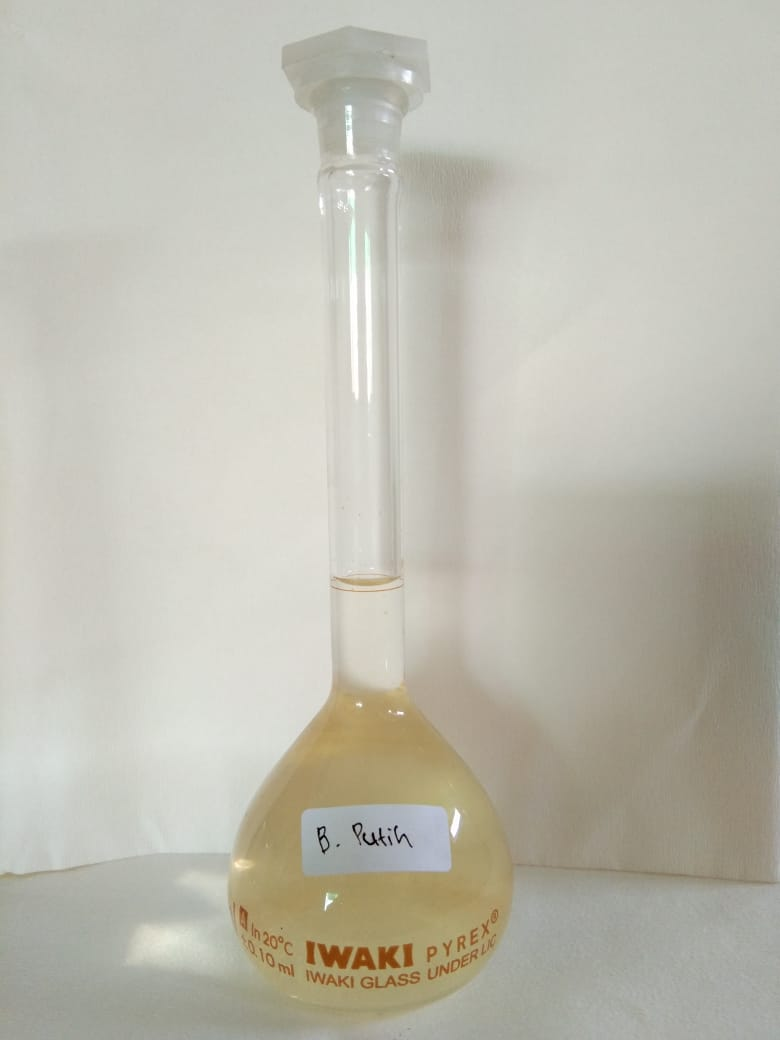 B. Putih
A In 20°C
±0.10 ml
IWAKI PYREX®
IWAKI GLASS UNDER LIC